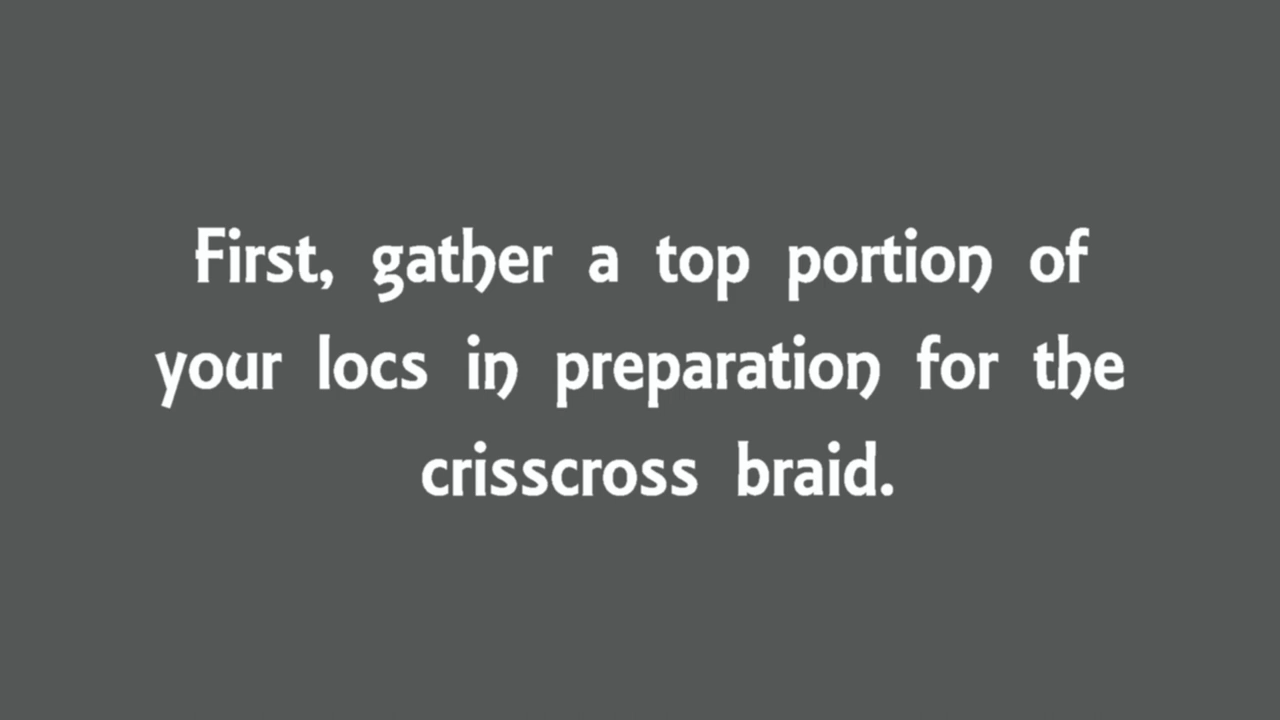 First, gather a top portion of
your locs in preparation for the
crisscross braid.